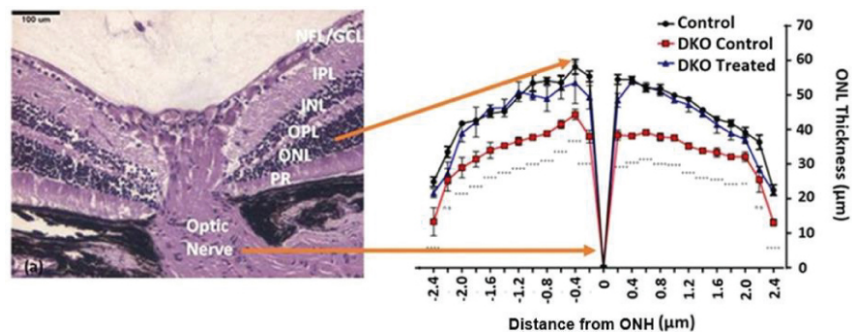 100 um
NFL/GCL
IPL
INL
OPL
ONL
PR
Optic
Nerve
(a)
Control
DKO Control
DKO Treated
70
60
50
40
30
20
10
0
ONL Thickness (μm)
-2.4
-2.0
-1.6
-1.2
-0.8
-0.4
0
0.4
0.8
1.2
1.6
2.0
2.4
Distance from ONH (μm)